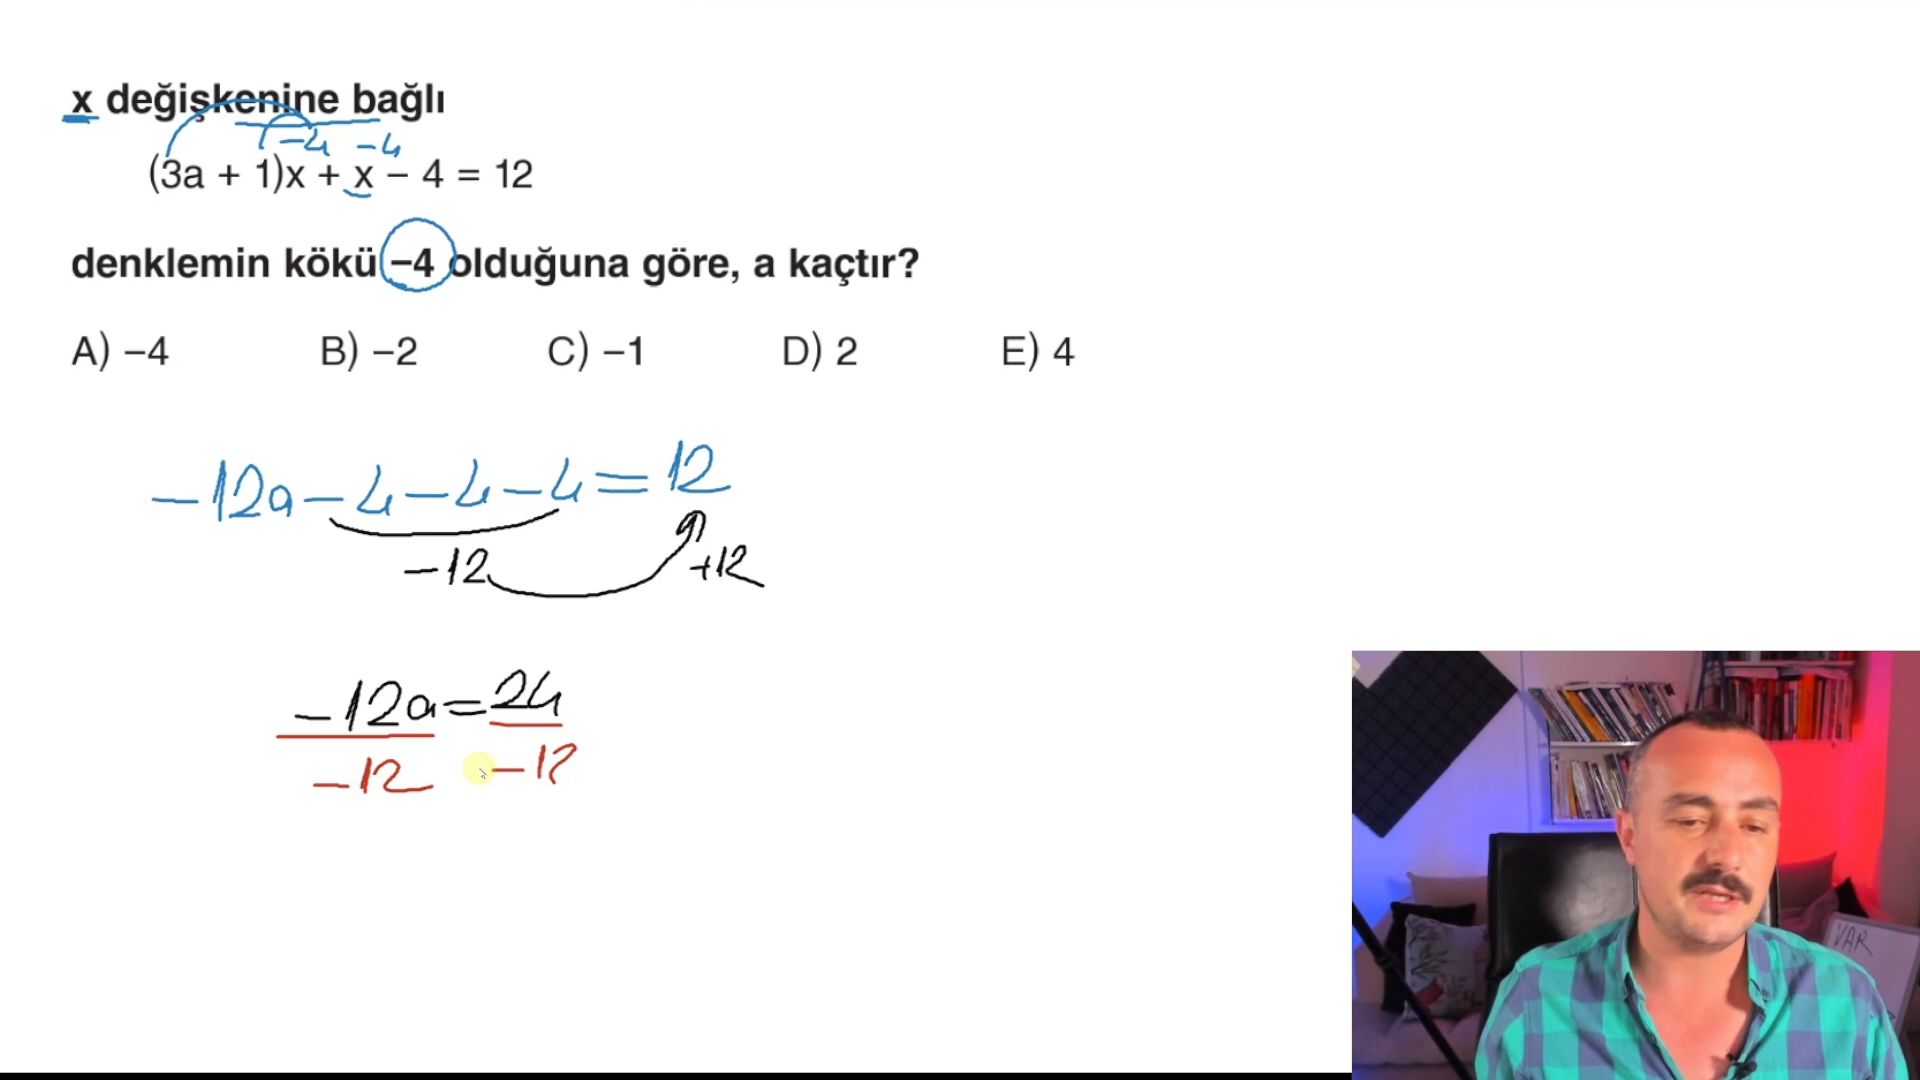 x değişkenine bağlı
−4 −4
(3a + 1)x + x − 4 = 12
denklemin kökü −4 olduğuna göre, a kaçtır?
A) −4 B) −2 C) −1 D) 2 E) 4
−12a−4−4−4=12
−12 +12
−12a=24
−12 −12
VAR